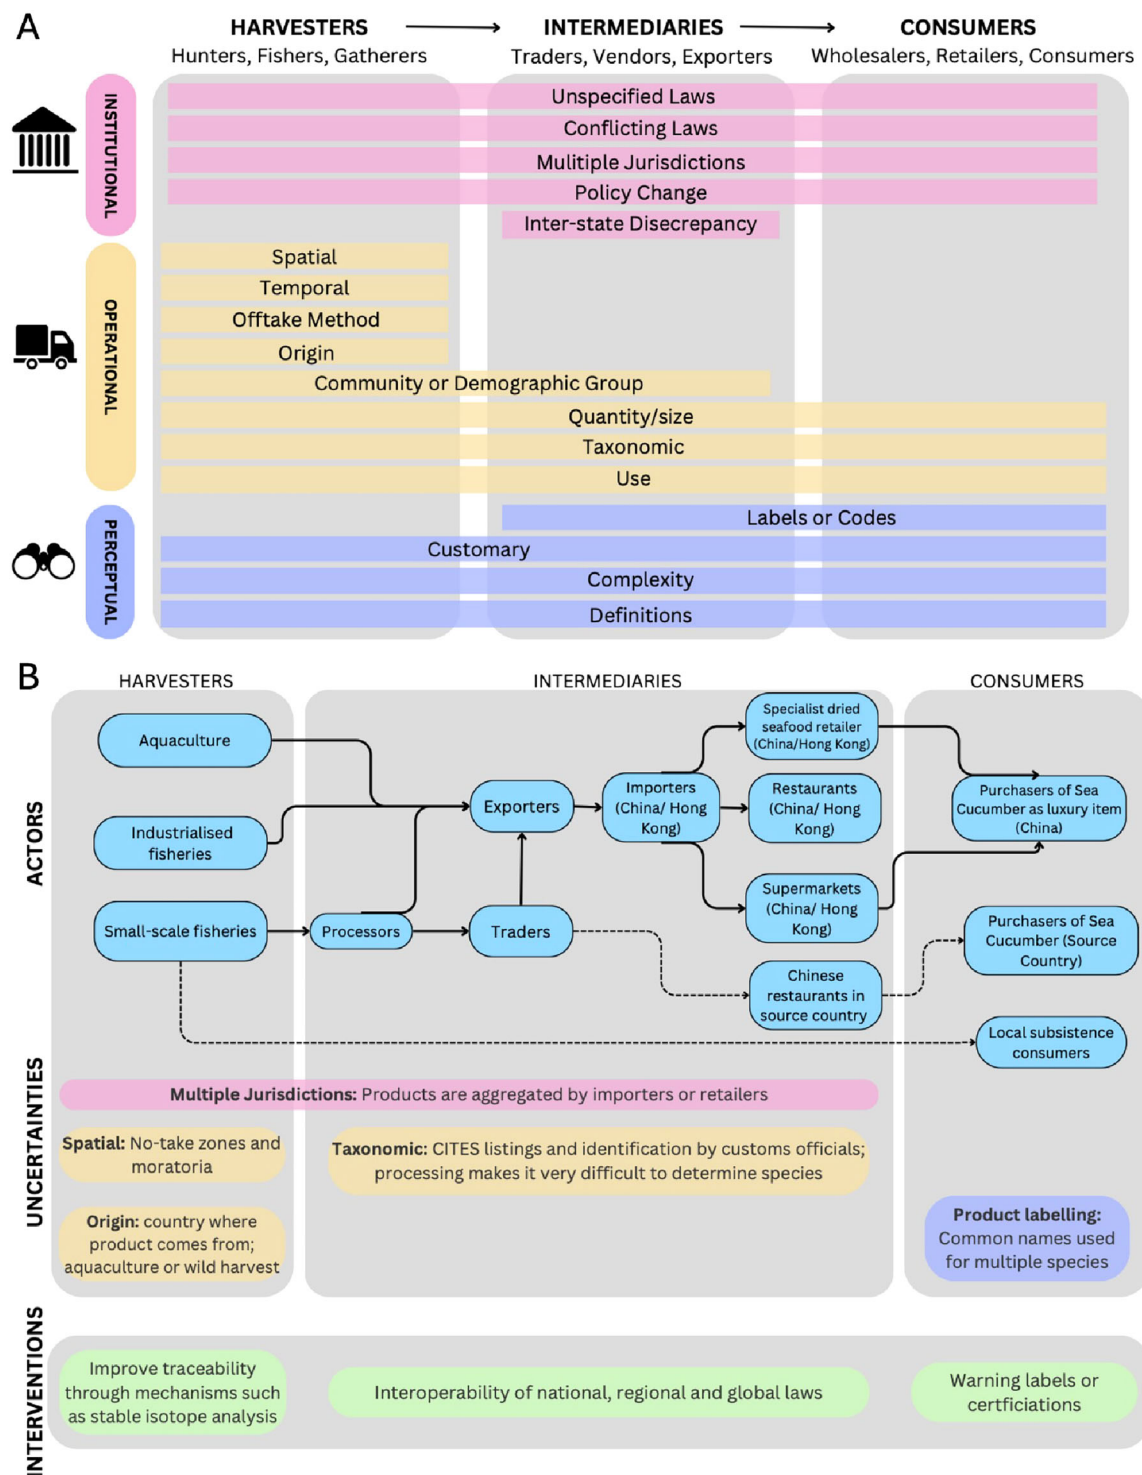 A
HARVESTERS
INTERMEDIARIES
CONSUMERS
Hunters, Fishers, Gatherers
Traders, Vendors, Exporters
Wholesalers, Retailers, Consumers
INSTITUTIONAL
Unspecified Laws
Conflicting Laws
Mulitiple Jurisdictions
Policy Change
Inter-state Disecrepancy
OPERATIONAL
Spatial
Temporal
Offtake Method
Origin
Community or Demographic Group
Quantity/size
Taxonomic
Use
PERCEPTUAL
Labels or Codes
Customary
Complexity
Definitions
B
HARVESTERS
INTERMEDIARIES
CONSUMERS
ACTORS
Aquaculture
Industrialised
fisheries
Small-scale fisheries
Processors
Exporters
Traders
Importers
(China/ Hong
Kong)
Specialist dried
seafood retailer
(China/Hong Kong)
Restaurants
(China/ Hong
Kong)
Supermarkets
(China/ Hong
Kong)
Chinese
restaurants in
source country
Purchasers of Sea
Cucumber as luxury item
(China)
Purchasers of Sea
Cucumber (Source
Country)
Local subsistence
consumers
UNCERTAINTIES
Multiple Jurisdictions: Products are aggregated by importers or retailers
Spatial: No-take zones and
moratoria
Taxonomic: CITES listings and identification by customs officials;
processing makes it very difficult to determine species
Origin: country where
product comes from;
aquaculture or wild harvest
Product labelling:
Common names used
for multiple species
INTERVENTIONS
Improve traceability
through mechanisms such
as stable isotope analysis
Interoperability of national, regional and global laws
Warning labels or
certficiations